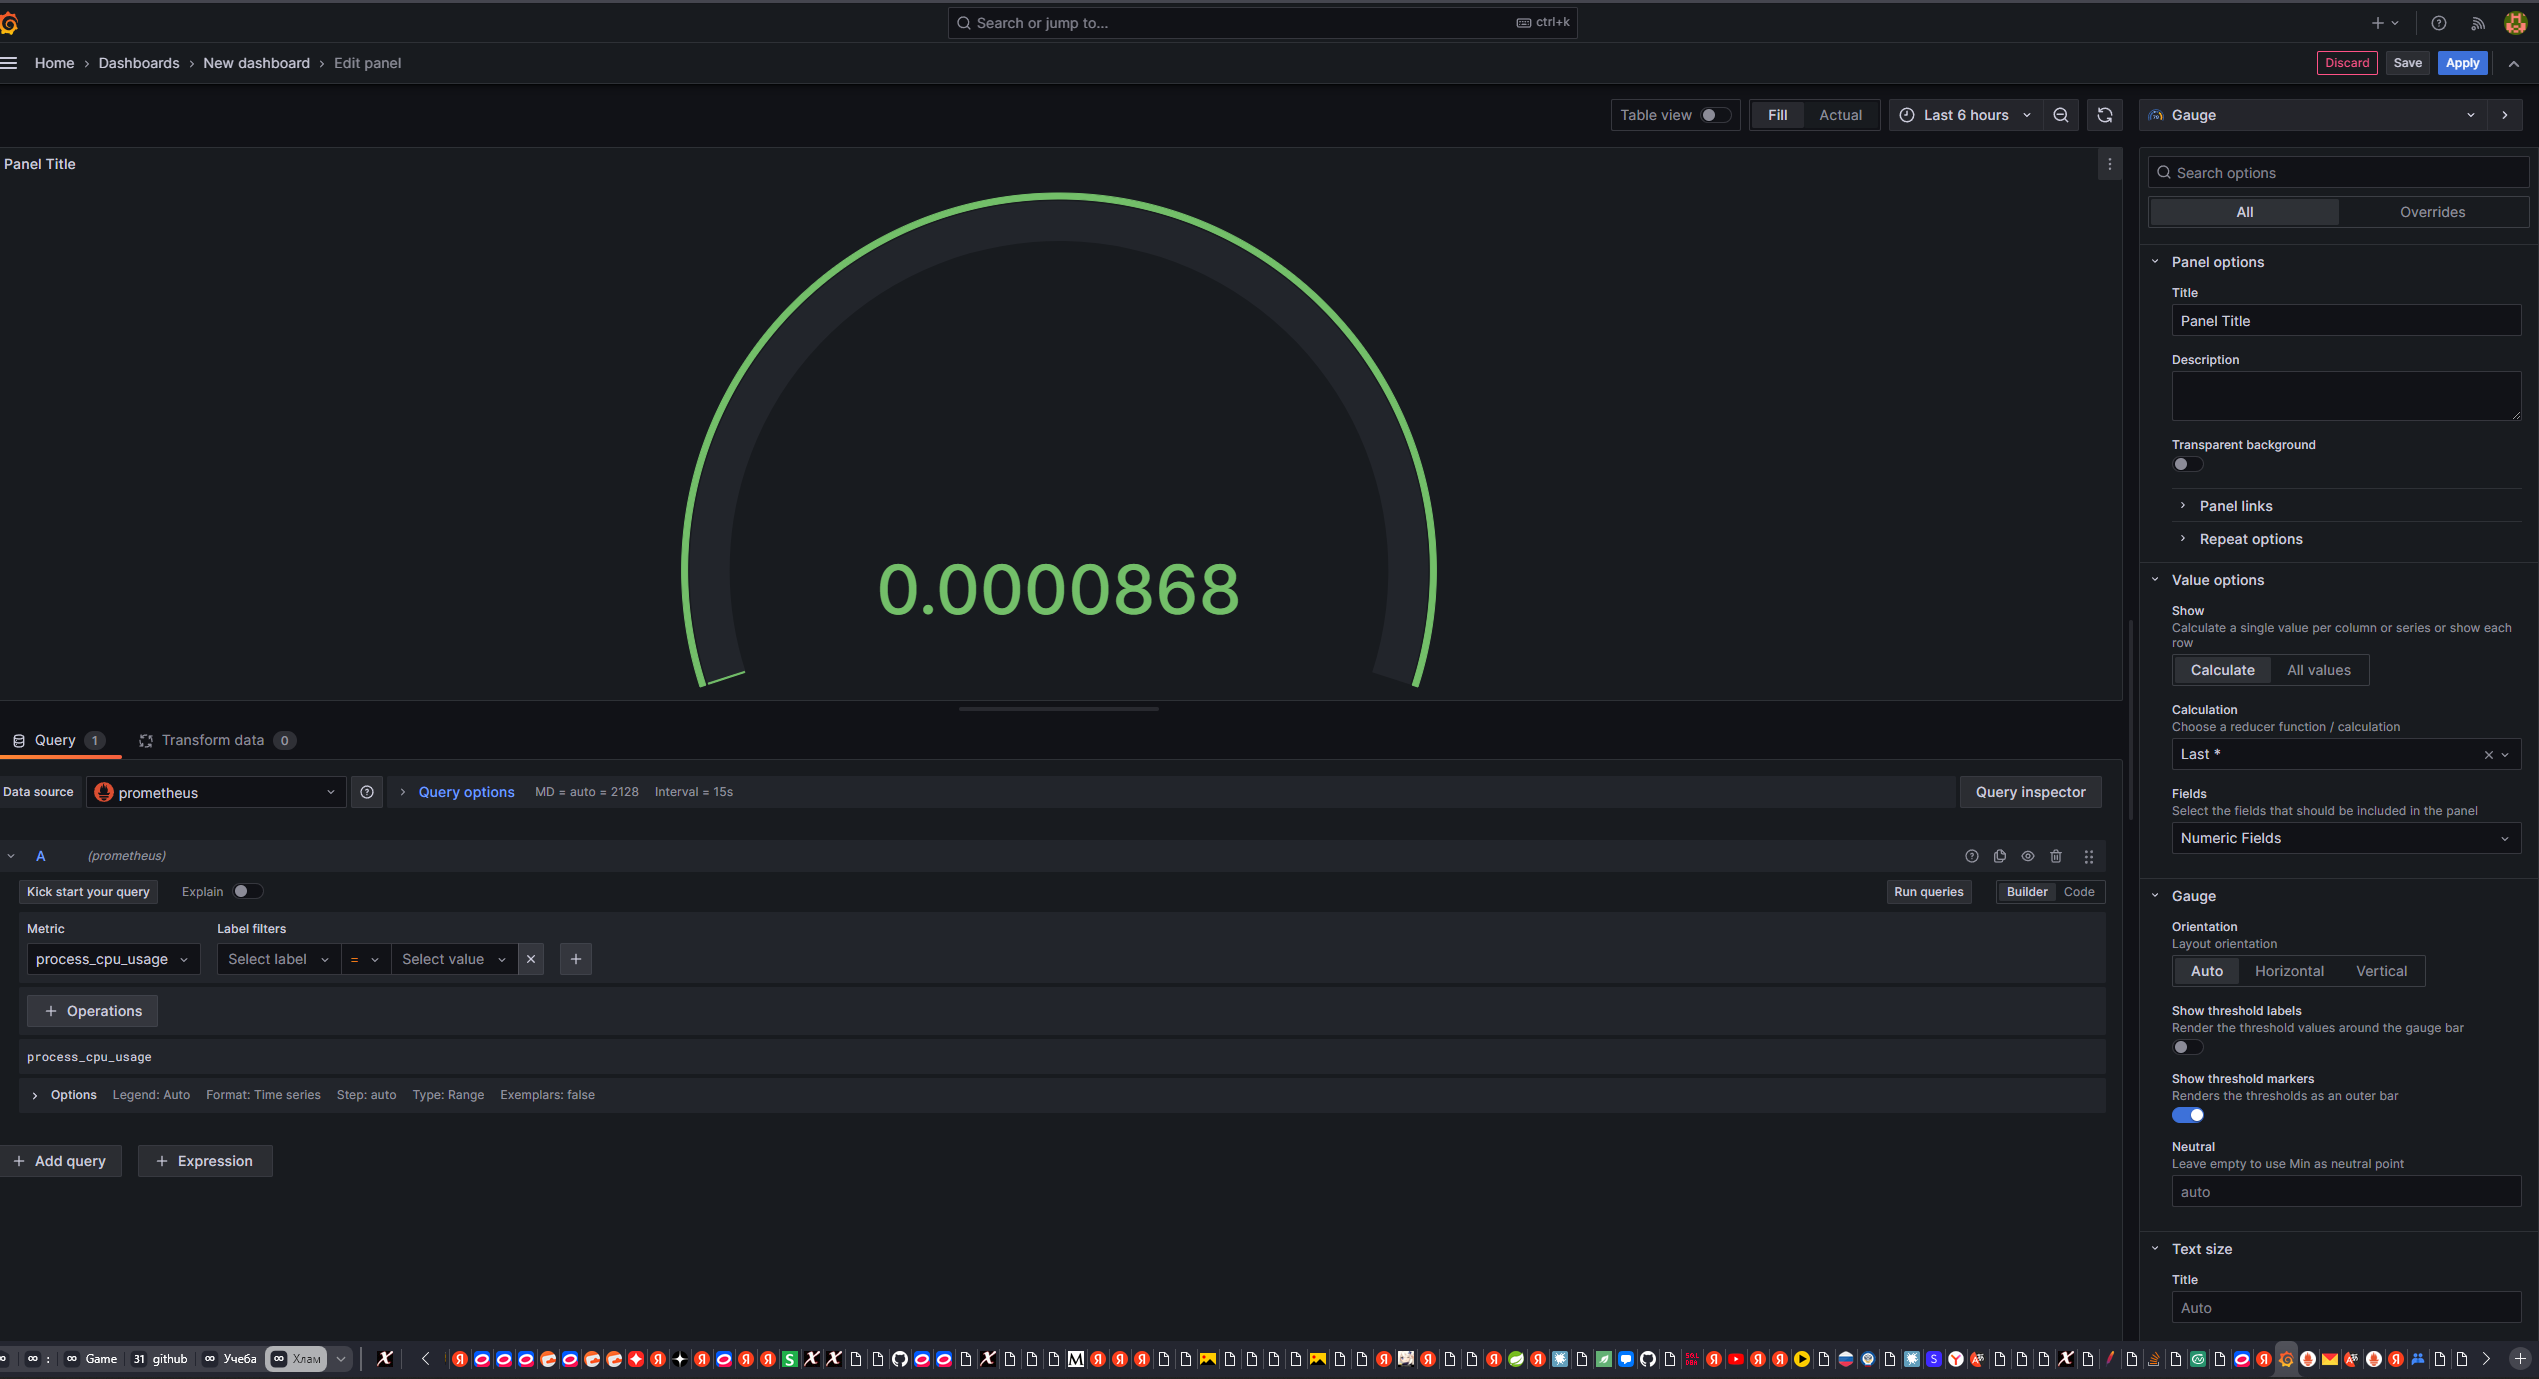 Search or jump to...
ctrl+k
Home
Dashboards
New dashboard
Edit panel
Discard
Save
Apply
Table view
Fill
Actual
Last 6 hours
Gauge
Panel Title
0.0000868
Search options
All
Overrides
Panel options
Title
Panel Title
Description
Transparent background
Panel links
Repeat options
Value options
Show
Calculate a single value per column or series or show each
row
Calculate
All values
Calculation
Choose a reducer function / calculation
Last *
Fields
Select the fields that should be included in the panel
Numeric Fields
Gauge
Orientation
Layout orientation
Auto
Horizontal
Vertical
Show threshold labels
Render the threshold values around the gauge bar
Show threshold markers
Renders the thresholds as an outer bar
Neutral
Leave empty to use Min as neutral point
auto
Text size
Title
Auto
Query
1
Transform data
0
Data source
prometheus
Query options
MD = auto = 2128
Interval = 15s
Query inspector
A
(prometheus)
Kick start your query
Explain
Run queries
Builder
Code
Metric
Label filters
process_cpu_usage
Select label
=
Select value
+ Operations
process_cpu_usage
Options
Legend: Auto
Format: Time series
Step: auto
Type: Range
Exemplars: false
+ Add query
+ Expression
:
Game
31
github
Учеба
Хлам